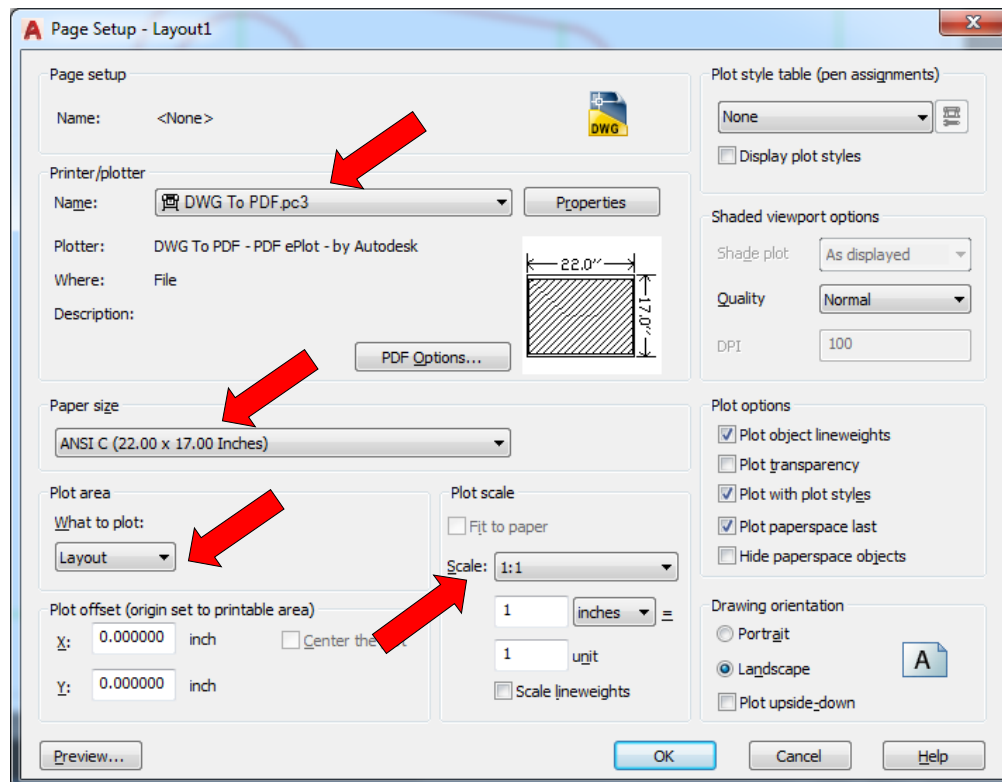 Page Setup - Layout1
Page setup
Name: <None>
DWG
Printer/plotter
Name: DWG To PDF.pc3
Properties
Plotter: DWG To PDF - PDF ePlot - by Autodesk
Where: File
Description:
22.0"
17.0"
PDF Options...
Paper size
ANSI C (22.00 x 17.00 Inches)
Plot area
What to plot:
Layout
Plot offset (origin set to printable area)
X: 0.000000 inch
Center the
Y: 0.000000 inch
Plot scale
Fit to paper
Scale: 1:1
1 inches =
1 unit
Scale lineweights
Plot style table (pen assignments)
None
Display plot styles
Shaded viewport options
Shade plot As displayed
Quality Normal
DPI 100
Plot options
Plot object lineweights
Plot transparency
Plot with plot styles
Plot paperspace last
Hide paperspace objects
Drawing orientation
Portrait
Landscape
A
Plot upside-down
Preview...
OK
Cancel
Help